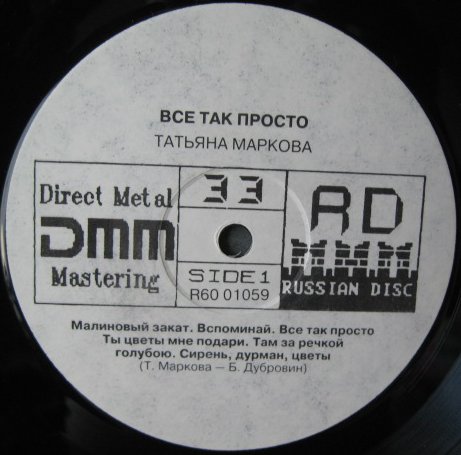 ВСЕ ТАК ПРОСТО
ТАТЬЯНА МАРКОВА
Direct Metal
DMM
Mastering
33
SIDE 1
R60 01059
RD
RUSSIAN DISC
Малиновый закат. Вспоминай. Все так просто
Ты цветы мне подари. Там за речкой
голубою. Сирень, дурман, цветы
(Т. Маркова — Б. Дубровин)